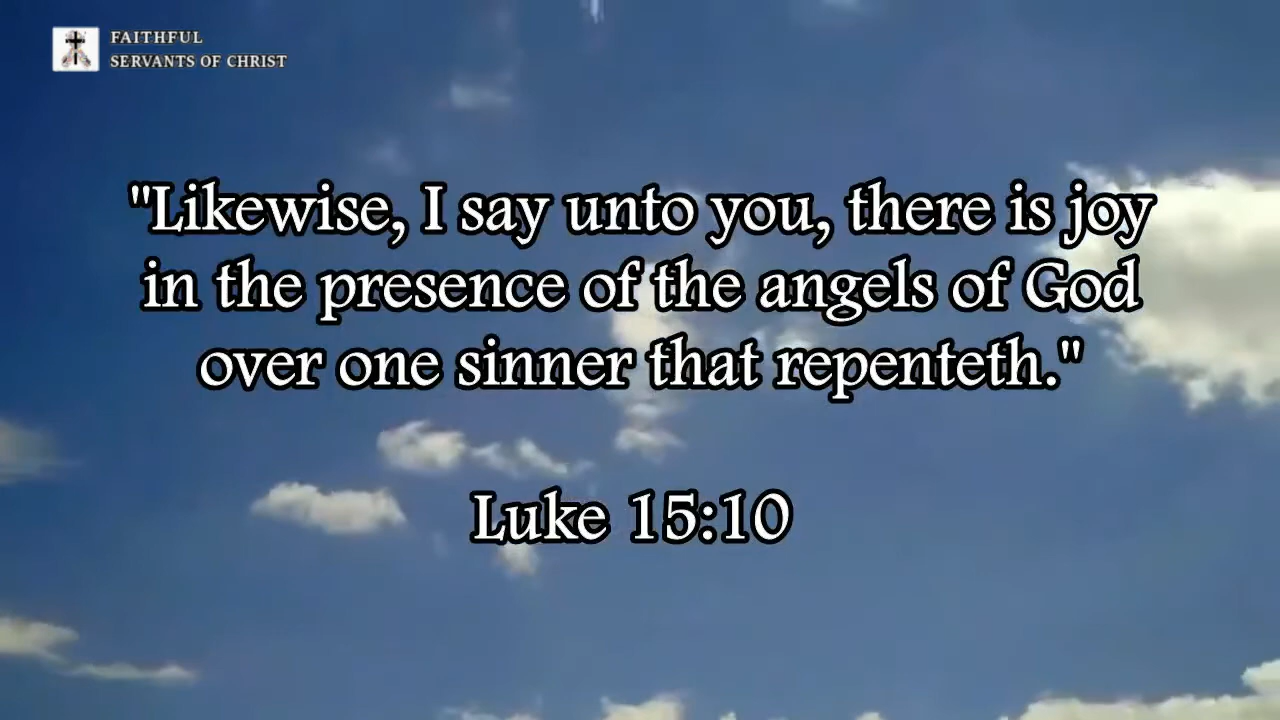 FAITHFUL
SERVANTS OF CHRIST
"Likewise, I say unto you, there is joy
in the presence of the angels of God
over one sinner that repenteth."
Luke 15:10